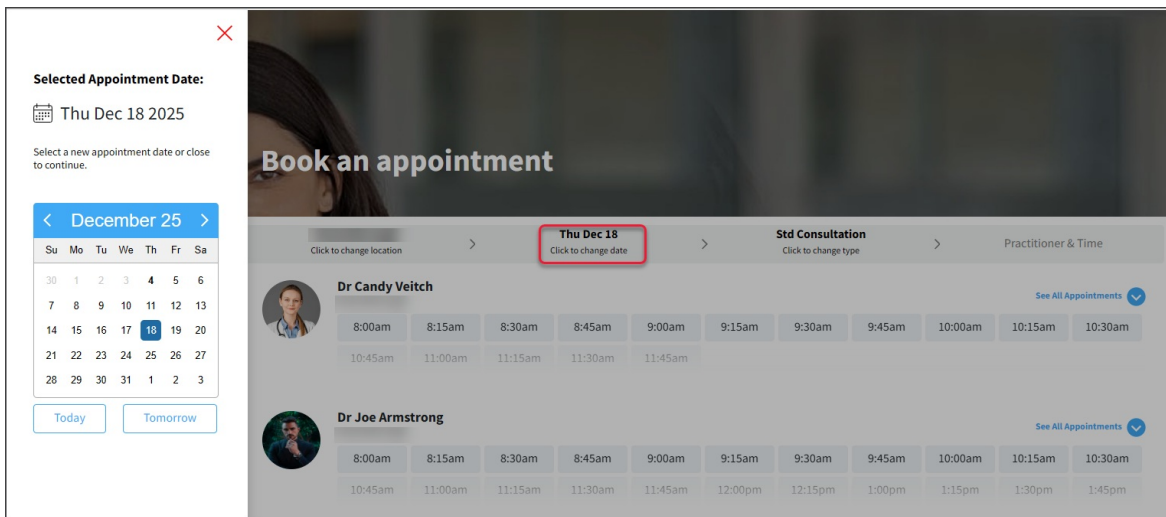 Selected Appointment Date:
Thu Dec 18 2025
Select a new appointment date or close
to continue.
December 25
Su Mo Tu We Th Fr Sa
30 1 2 3 4 5 6
7 8 9 10 11 12 13
14 15 16 17 18 19 20
21 22 23 24 25 26 27
28 29 30 31 1 2 3
Today Tomorrow
Book an appointment
Click to change location
Thu Dec 18
Click to change date
Std Consultation
Click to change type
Practitioner & Time
Dr Candy Veitch
See All Appointments
8:00am 8:15am 8:30am 8:45am 9:00am 9:15am 9:30am 9:45am 10:00am 10:15am 10:30am
10:45am 11:00am 11:15am 11:30am 11:45am
Dr Joe Armstrong
See All Appointments
8:00am 8:15am 8:30am 8:45am 9:00am 9:15am 9:30am 9:45am 10:00am 10:15am 10:30am
10:45am 11:00am 11:15am 11:30am 11:45am 12:00pm 12:15pm 1:00pm 1:15pm 1:30pm 1:45pm